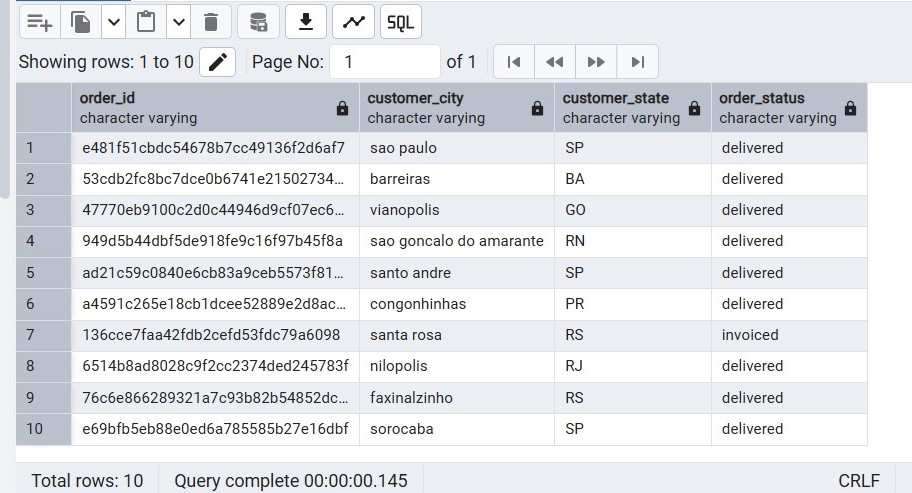 SQL
Showing rows: 1 to 10 Page No: 1 of 1
order_id customer_city customer_state order_status
character varying character varying character varying character varying
1 e481f51cbdc54678b7cc49136f2d6af7 sao paulo SP delivered
2 53cdb2fc8bc7dce0b6741e21502734... barreiras BA delivered
3 47770eb9100c2d0c44946d9cf07ec6... vianopolis GO delivered
4 949d5b44dbf5de918fe9c16f97b45f8a sao goncalo do amarante RN delivered
5 ad21c59c0840e6cb83a9ceb5573f81... santo andre SP delivered
6 a4591c265e18cb1dcee52889e2d8ac... congonhinhas PR delivered
7 136cce7faa42fdb2cefd53fdc79a6098 santa rosa RS invoiced
8 6514b8ad8028c9f2cc2374ded245783f nilopolis RJ delivered
9 76c6e866289321a7c93b82b54852dc... faxinalzinho RS delivered
10 e69bfb5eb88e0ed6a785585b27e16dbf sorocaba SP delivered
Total rows: 10 Query complete 00:00:00.145 CRLF